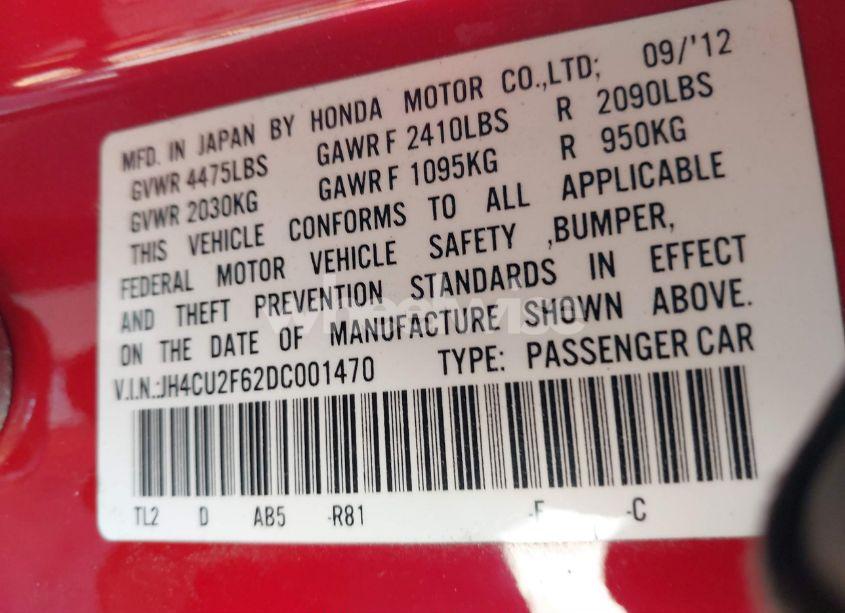 MFD. IN JAPAN BY HONDA MOTOR CO.,LTD; 09/'12
GVWR 4475LBS GAWR F 2410LBS R 2090LBS
GVWR 2030KG GAWR F 1095KG R 950KG
THIS VEHICLE CONFORMS TO ALL APPLICABLE
FEDERAL MOTOR VEHICLE SAFETY ,BUMPER,
AND THEFT PREVENTION STANDARDS IN EFFECT
ON THE DATE OF MANUFACTURE SHOWN ABOVE.
V.I.N.:JH4CU2F62DC001470 TYPE: PASSENGER CAR
TL2 D AB5 -R81 -F -C